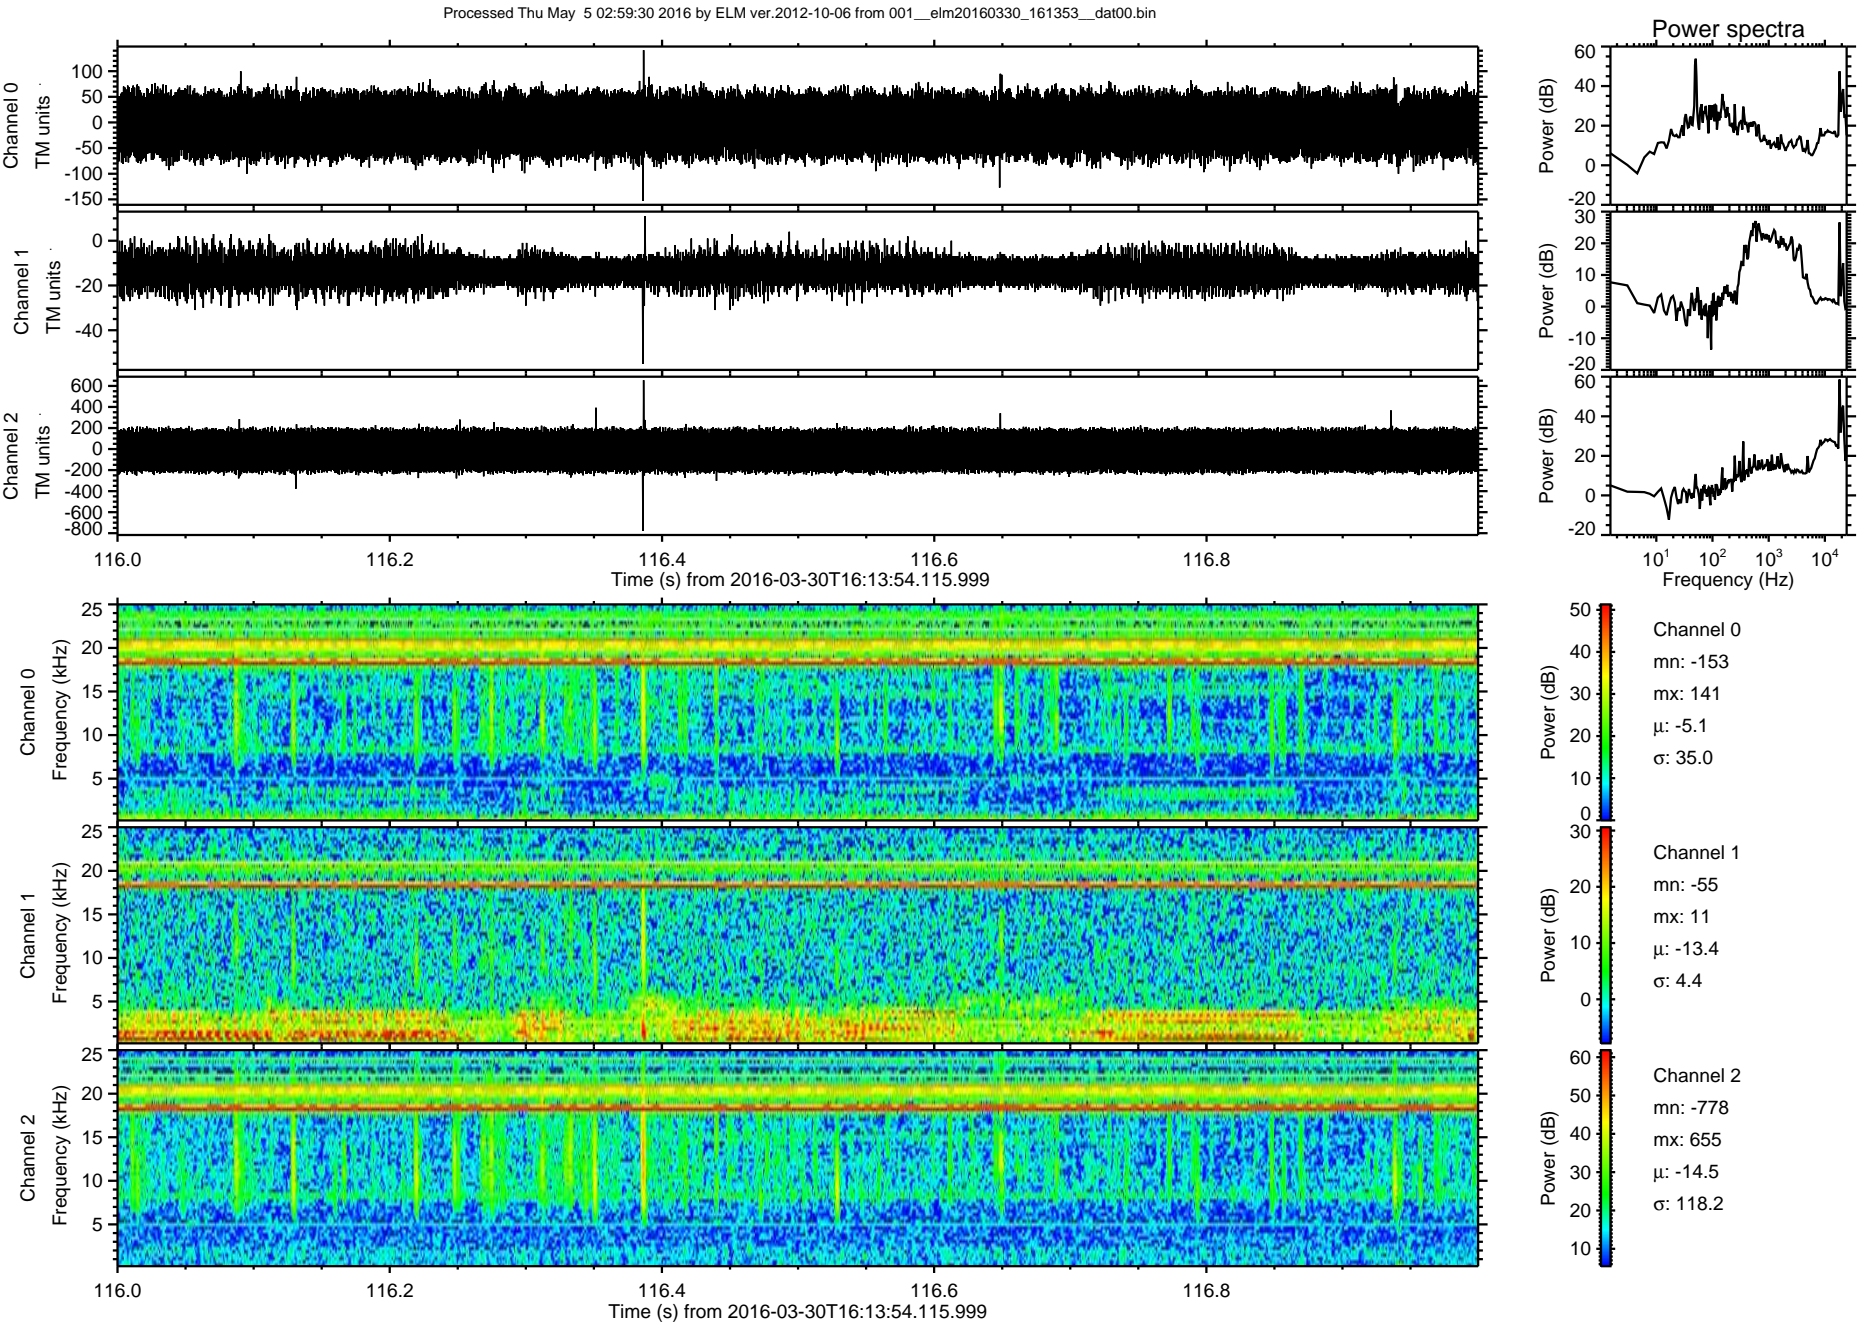 Processed Thu May  5 02:59:30 2016 by ELM ver.2012-10-06 from 001__elm20160330_161353__dat00.bin
Power spectra
Channel 0
TM units
100
50
0
-50
-100
-150
Power (dB)
60
40
20
0
-20
Channel 1
TM units
0
-20
-40
Power (dB)
30
20
10
0
-10
-20
Channel 2
TM units
600
400
200
0
-200
-400
-600
-800
Power (dB)
60
40
20
0
-20
116.0 116.2 116.4 116.6 116.8
Time (s) from 2016-03-30T16:13:54.115.999
10¹ 10² 10³ 10⁴
Frequency (Hz)
Channel 0
Frequency (kHz)
25
20
15
10
5
Power (dB)
50
40
30
20
10
0
Channel 0
mn: -153
mx: 141
μ: -5.1
σ: 35.0
Channel 1
Frequency (kHz)
25
20
15
10
5
Power (dB)
30
20
10
0
Channel 1
mn: -55
mx: 11
μ: -13.4
σ: 4.4
Channel 2
Frequency (kHz)
25
20
15
10
5
Power (dB)
60
50
40
30
20
10
Channel 2
mn: -778
mx: 655
μ: -14.5
σ: 118.2
116.0 116.2 116.4 116.6 116.8
Time (s) from 2016-03-30T16:13:54.115.999